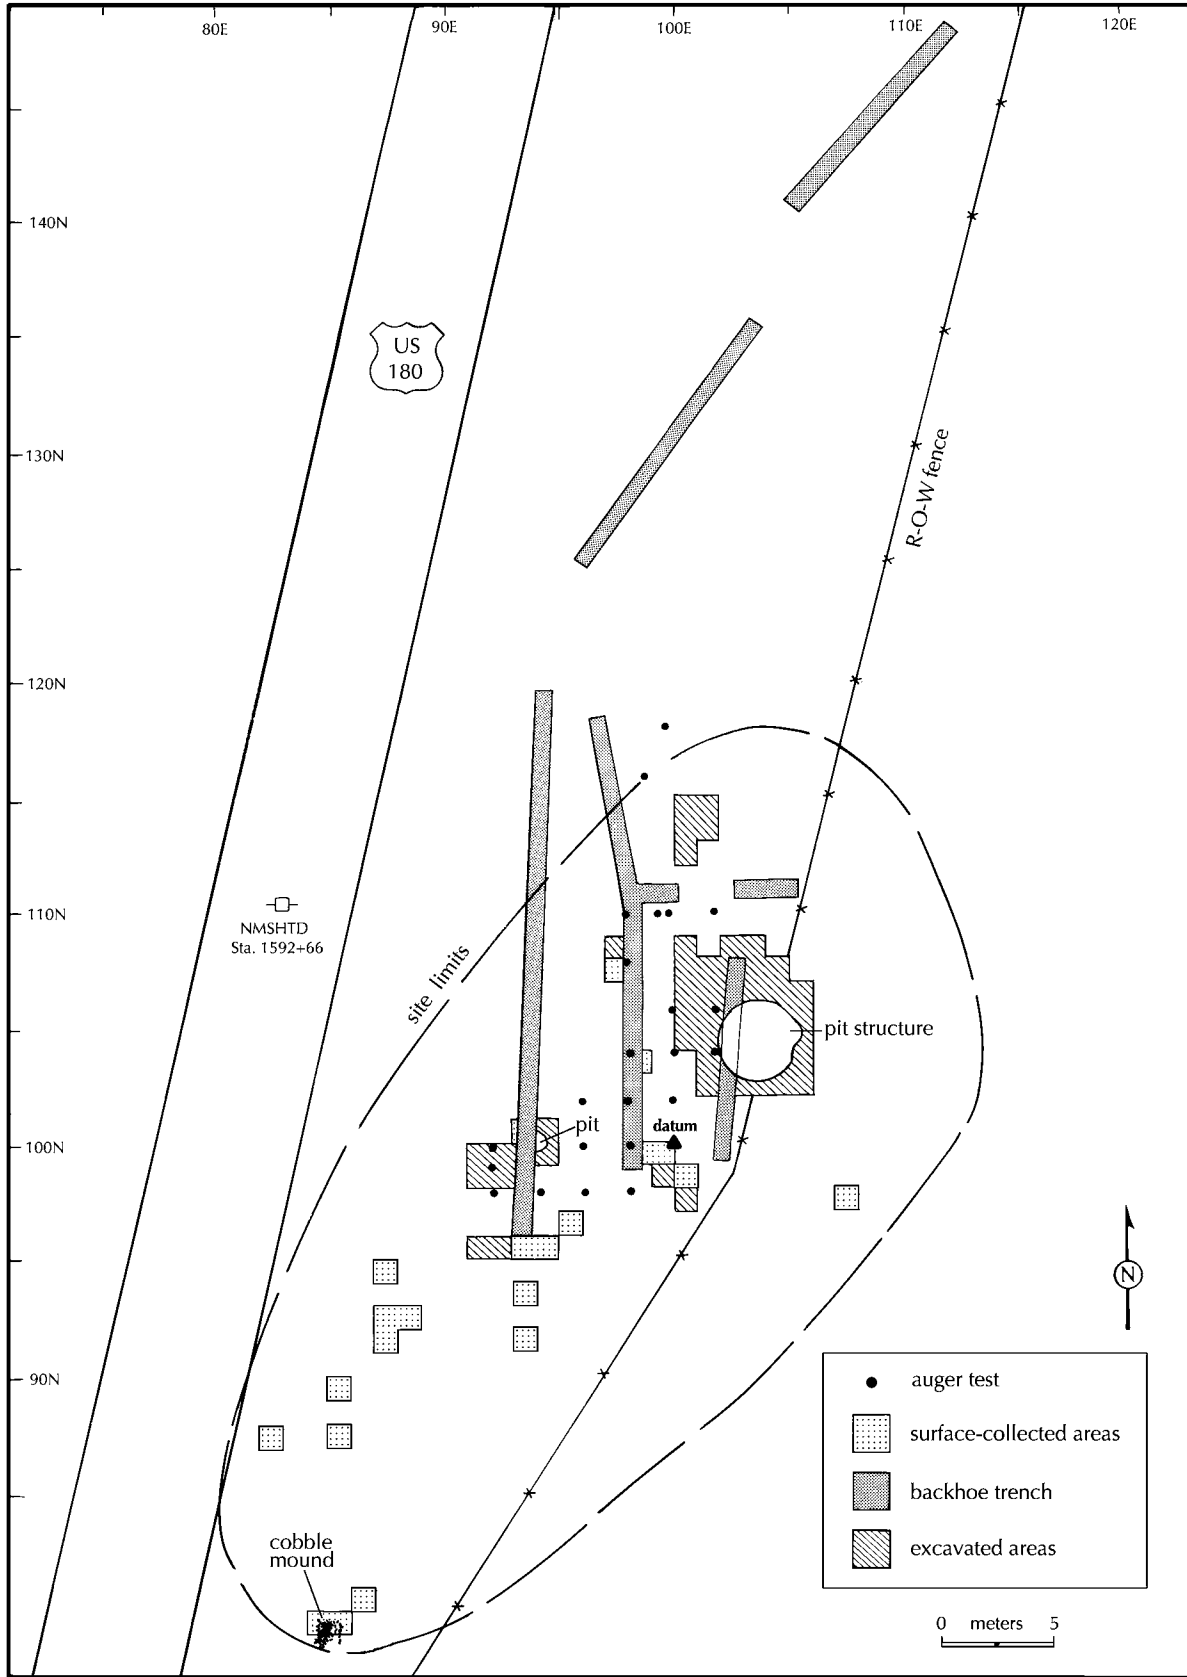 80E
90E
100E
110E
120E
140N
US
180
130N
R-O-W fence
120N
110N
NMSHTD
Sta. 1592+66
site limits
pit structure
pit
datum
100N
N
90N
auger test
surface-collected areas
backhoe trench
excavated areas
cobble
mound
0 meters 5